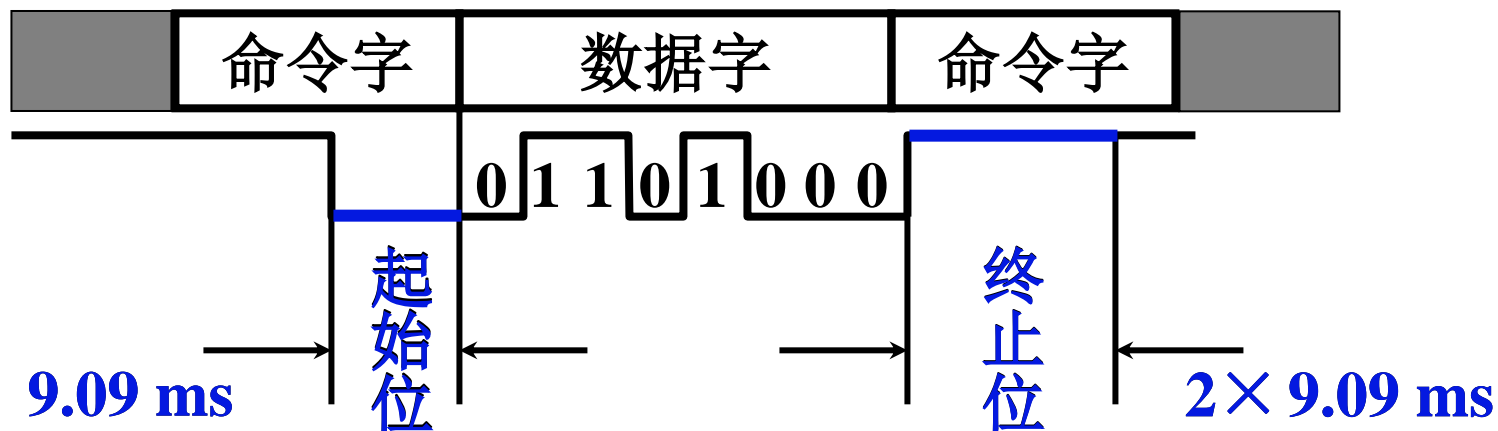 命令字 数据字 命令字
0 1 1 0 1 0 0 0
起始位
终止位
9.09 ms
2× 9.09 ms